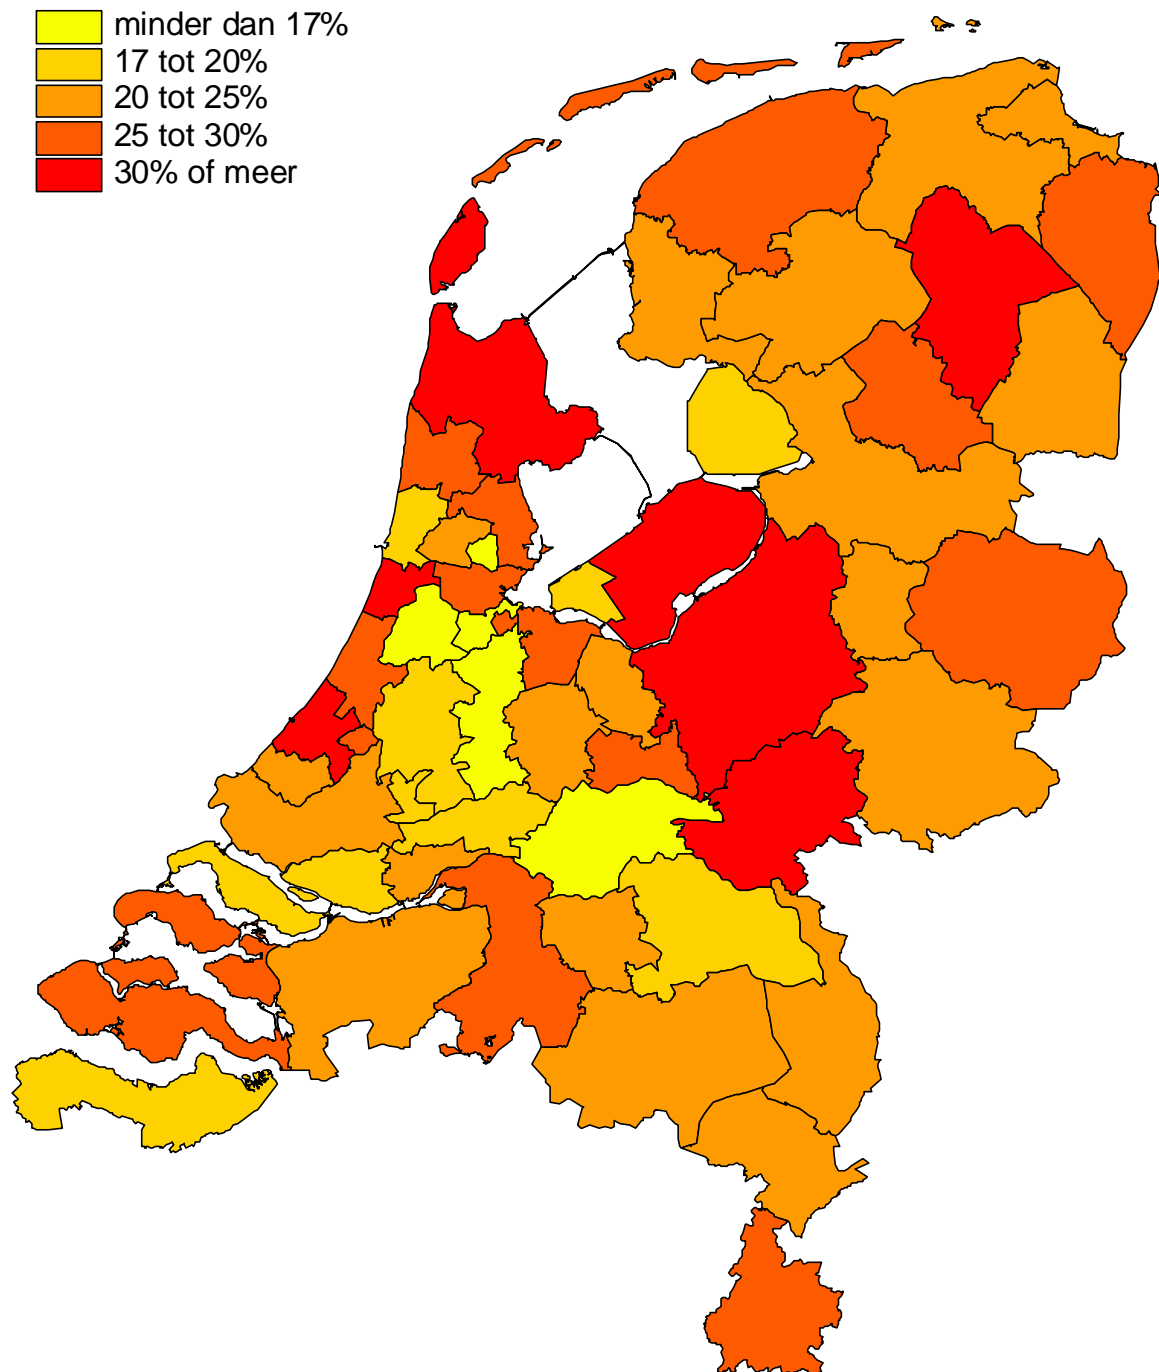 minder dan 17%
17 tot 20%
20 tot 25%
25 tot 30%
30% of meer